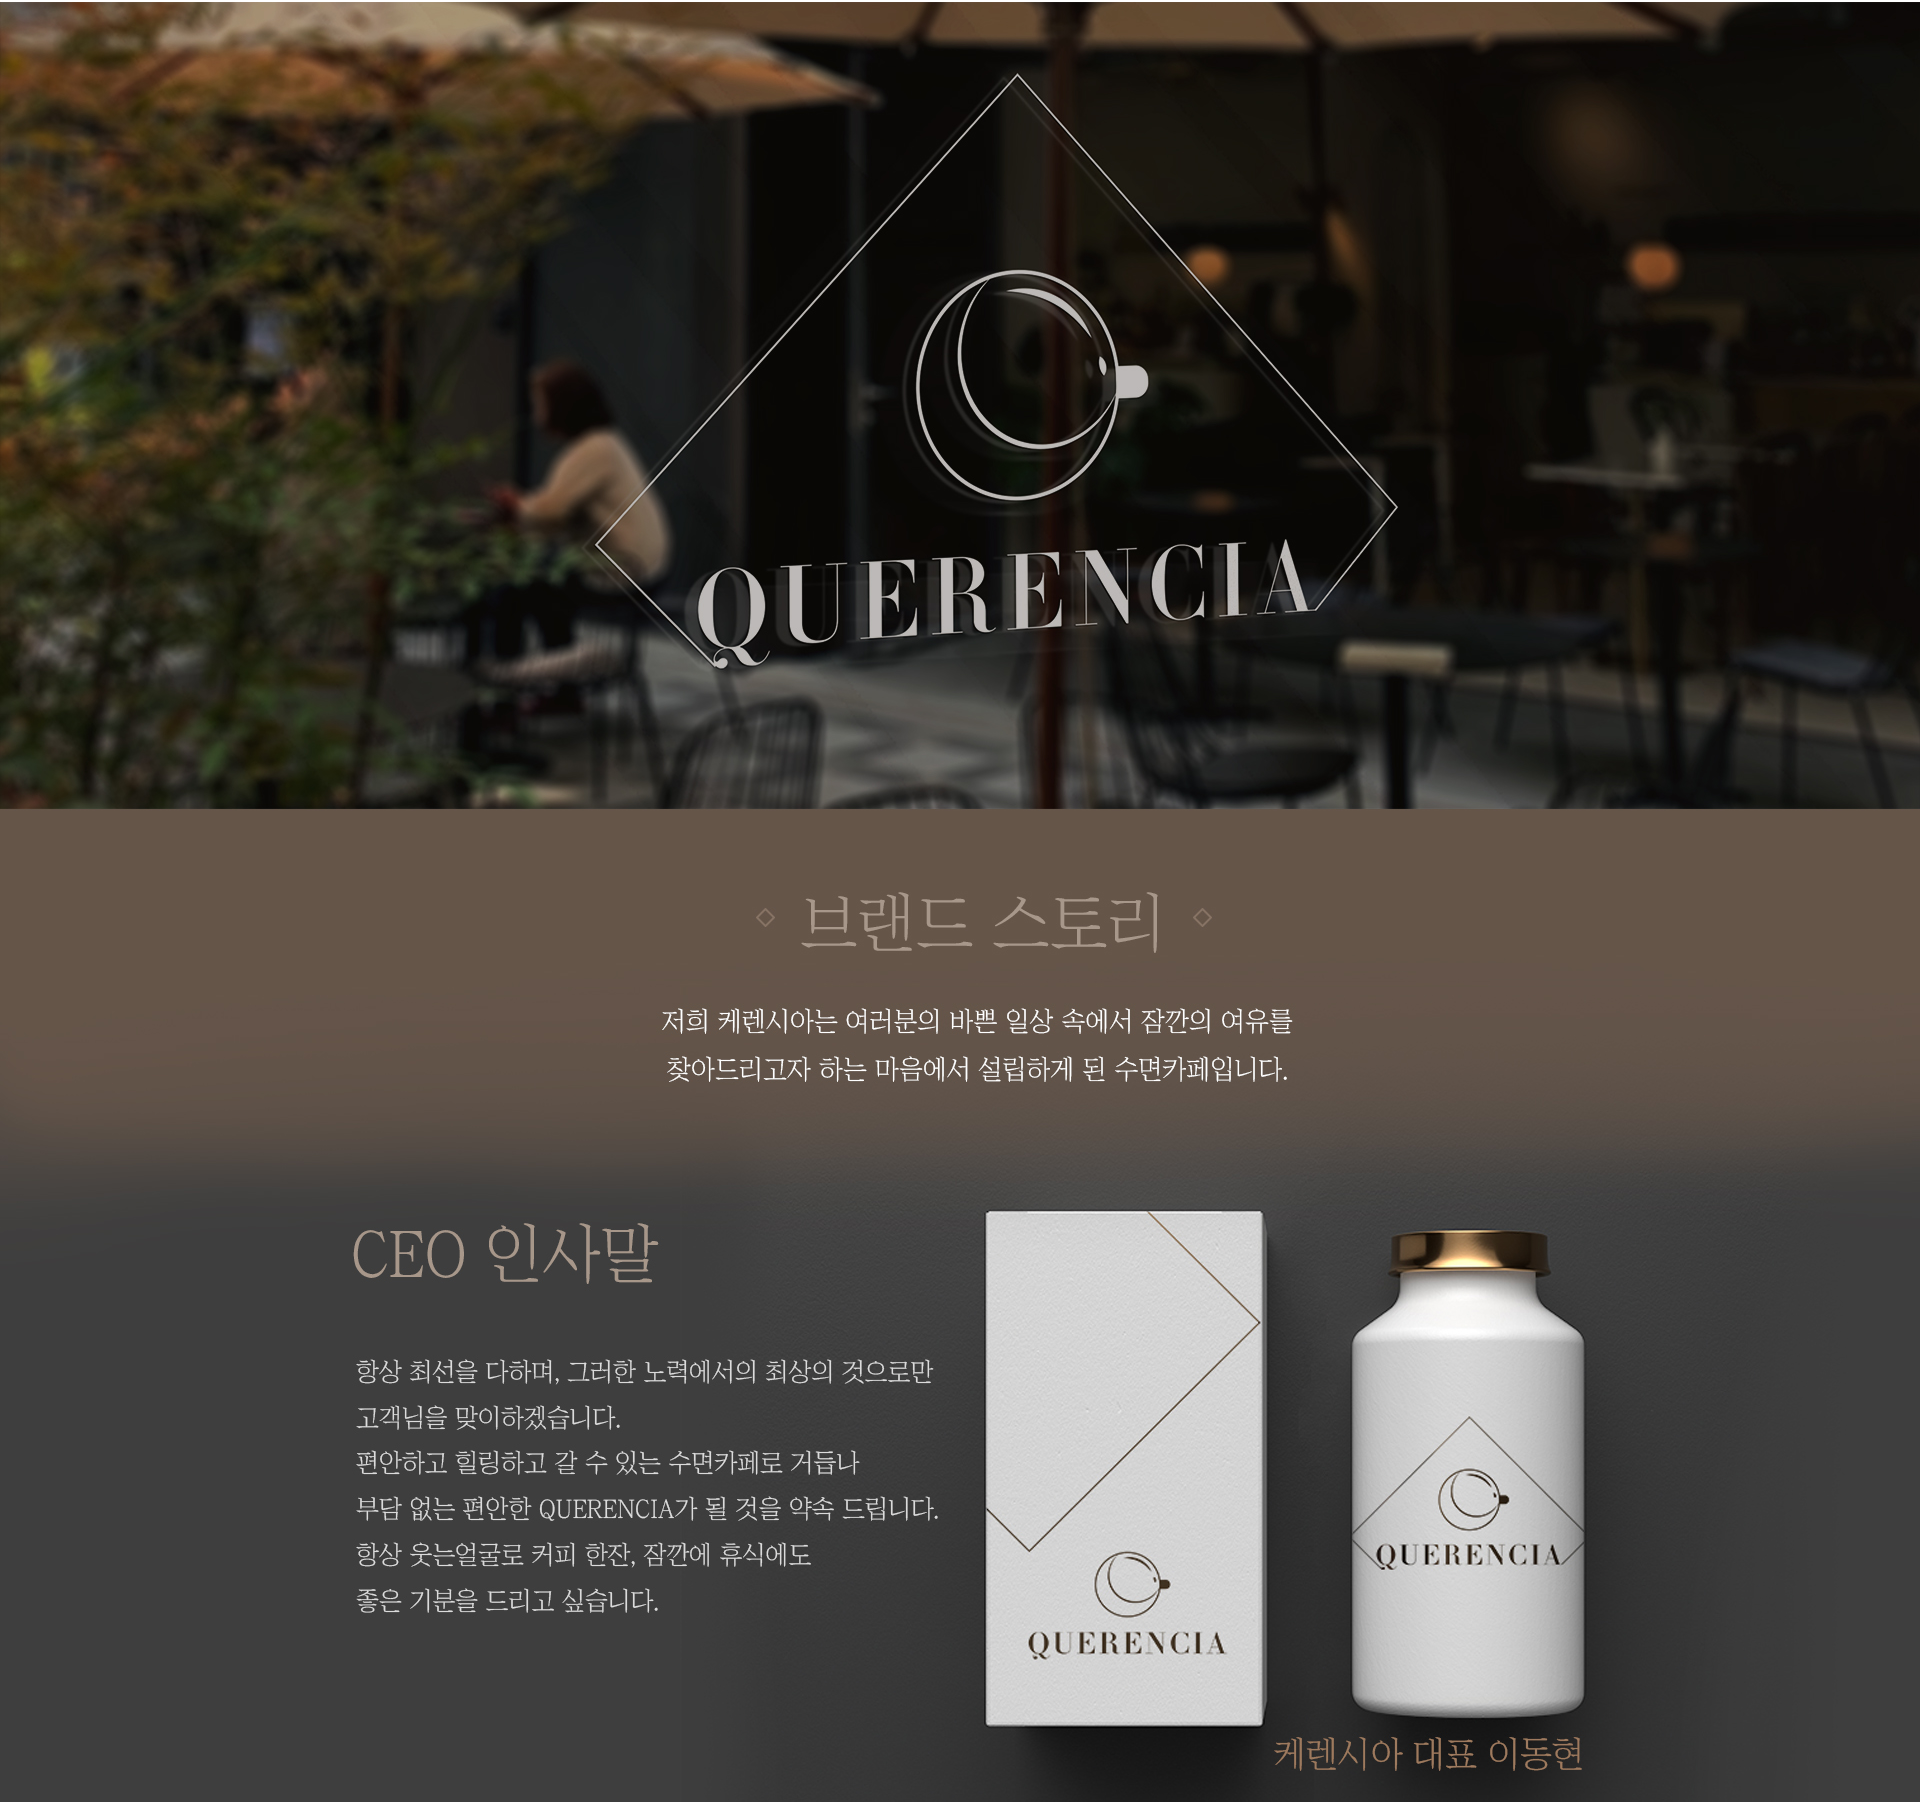 QUERENCIA
브랜드 스토리
저희 케렌시아는 여러분의 바쁜 일상 속에서 잠깐의 여유를
찾아드리고자 하는 마음에서 설립하게 된 수면카페입니다.
CEO 인사말
항상 최선을 다하며, 그러한 노력에서의 최상의 것으로만
고객님을 맞이하겠습니다.
편안하고 힐링하고 갈 수 있는 수면카페로 거듭나
부담 없는 편안한 QUERENCIA가 될 것을 약속 드립니다.
항상 웃는얼굴로 커피 한잔, 잠깐에 휴식에도
좋은 기분을 드리고 싶습니다.
QUERENCIA
QUERENCIA
케렌시아 대표 이동현